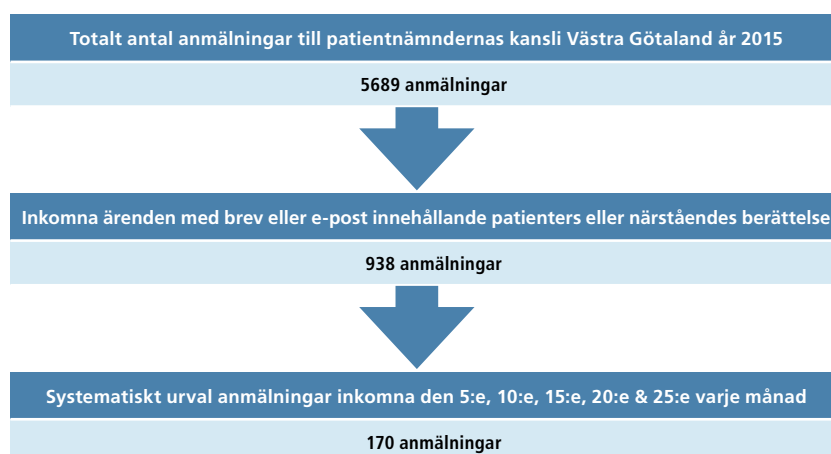 Totalt antal anmälningar till patientnämndernas kansli Västra Götaland år 2015
5689 anmälningar
Inkomna ärenden med brev eller e-post innehållande patienters eller närståendes berättelse
938 anmälningar
Systematiskt urval anmälningar inkomna den 5:e, 10:e, 15:e, 20:e & 25:e varje månad
170 anmälningar